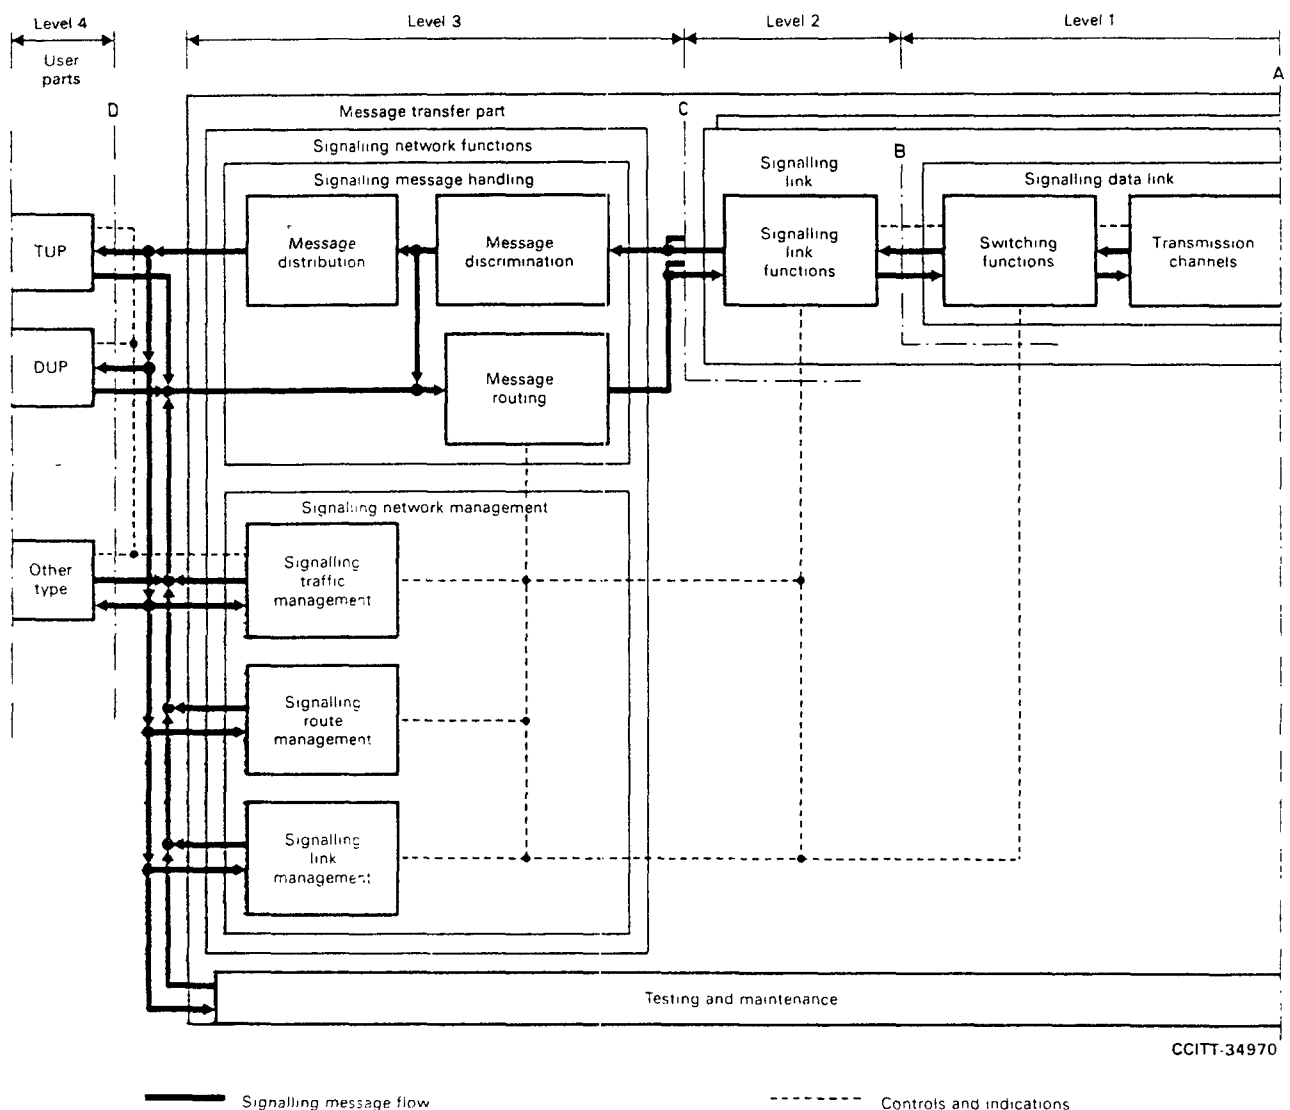 Level 4
Level 3
Level 2
Level 1
User
parts
A
D
C
Message transfer part
Signalling network functions
B
Signalling
link
Signalling message handling
Signalling data link
TUP
Message
distribution
Message
discrimination
Signalling
link
functions
Switching
functions
Transmission
channels
DUP
Message
routing
Signalling network management
Other
type
Signalling
traffic
management
Signalling
route
management
Signalling
link
management
Testing and maintenance
CCITT-34970
Signalling message flow
Controls and indications